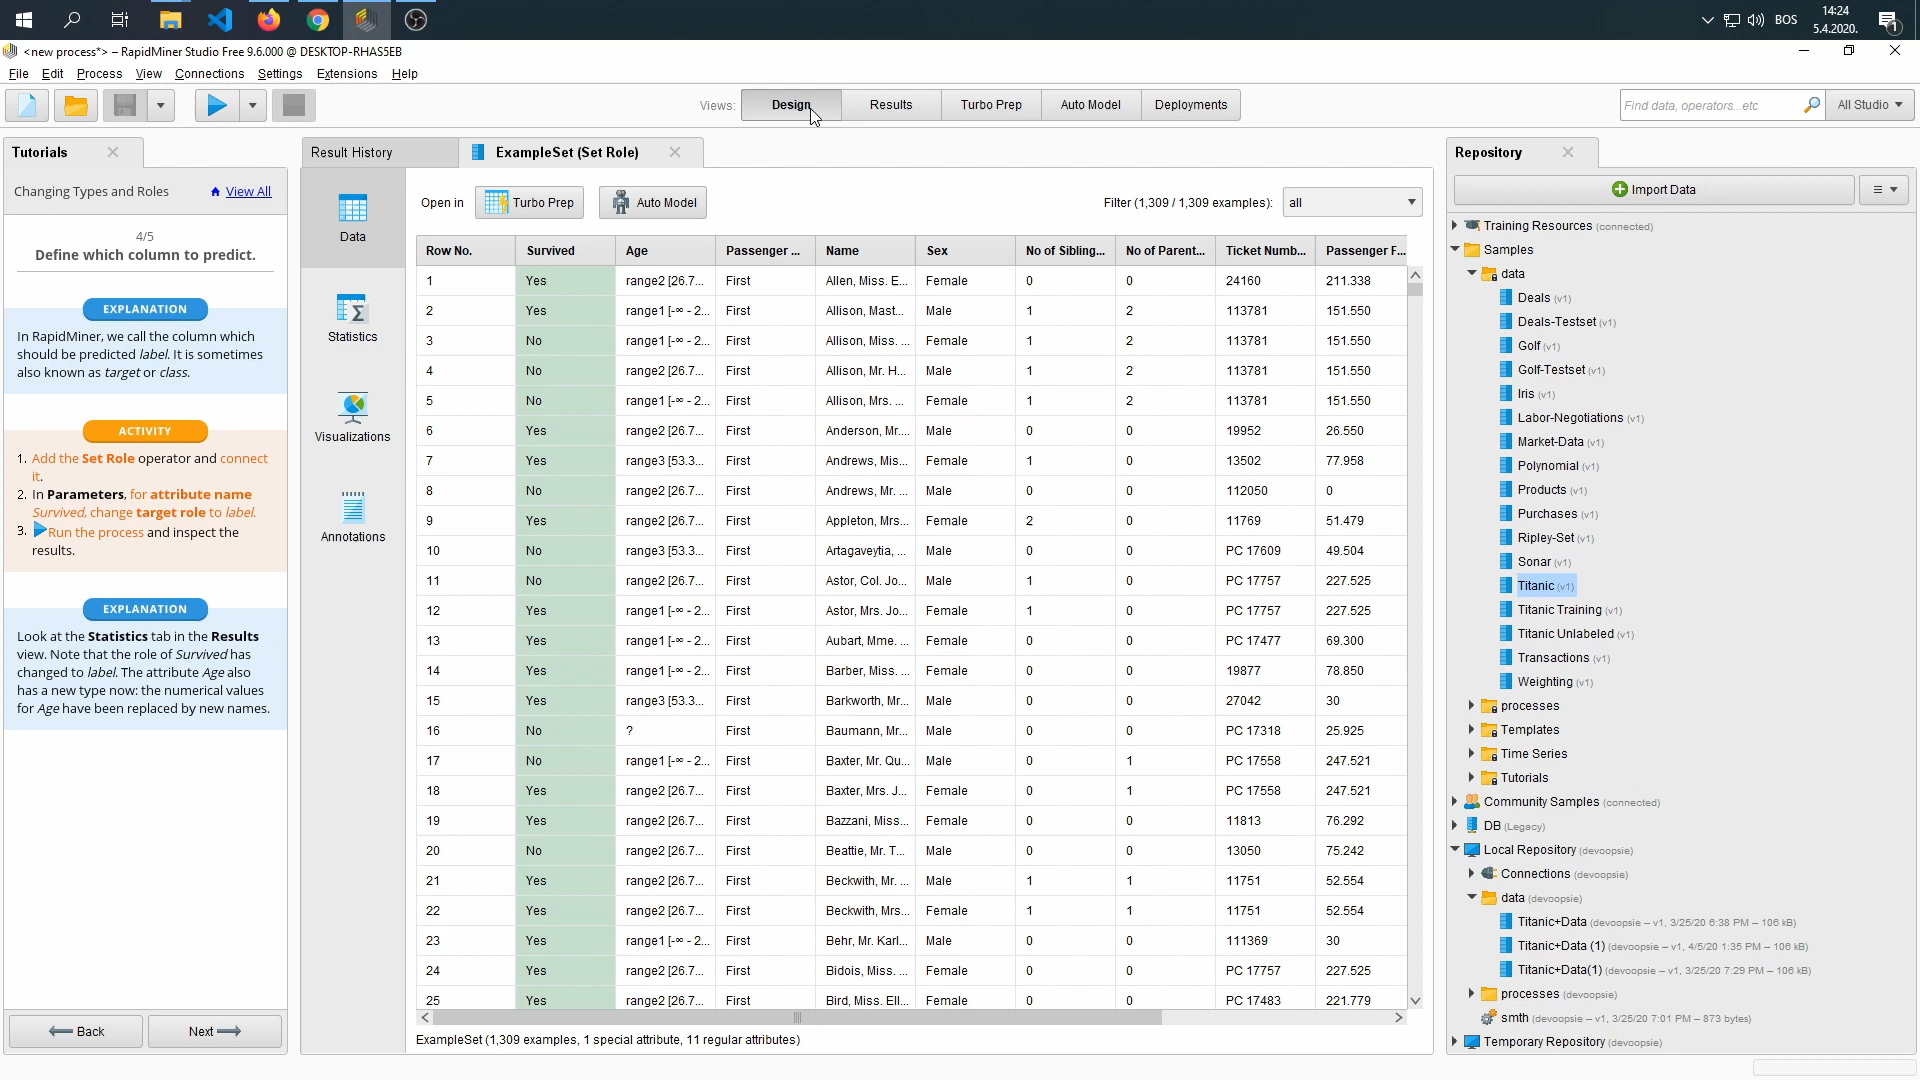 14:24
BOS
5.4.2020.
1
<new process*> – RapidMiner Studio Free 9.6.000 @ DESKTOP-RHAS5EB
File Edit Process View Connections Settings Extensions Help
Views: Design Results Turbo Prep Auto Model Deployments
Find data, operators...etc
All Studio
Tutorials
Changing Types and Roles View All
4/5
Define which column to predict.
EXPLANATION
In RapidMiner, we call the column which
should be predicted label. It is sometimes
also known as target or class.
ACTIVITY
1. Add the Set Role operator and connect
it.
2. In Parameters, for attribute name
Survived, change target role to label.
3. Run the process and inspect the
results.
EXPLANATION
Look at the Statistics tab in the Results
view. Note that the role of Survived has
changed to label. The attribute Age also
has a new type now: the numerical values
for Age have been replaced by new names.
Back Next
Result History ExampleSet (Set Role)
Data
Statistics
Visualizations
Annotations
Open in Turbo Prep Auto Model Filter (1,309 / 1,309 examples): all
Row No. Survived Age Passenger ... Name Sex No of Sibling... No of Parent... Ticket Numb... Passenger F...
1 Yes range2 [26.7... First Allen, Miss. E... Female 0 0 24160 211.338
2 Yes range1 [-∞ - 2... First Allison, Mast... Male 1 2 113781 151.550
3 No range1 [-∞ - 2... First Allison, Miss. ... Female 1 2 113781 151.550
4 No range2 [26.7... First Allison, Mr. H... Male 1 2 113781 151.550
5 No range1 [-∞ - 2... First Allison, Mrs. ... Female 1 2 113781 151.550
6 Yes range2 [26.7... First Anderson, Mr.... Male 0 0 19952 26.550
7 Yes range3 [53.3... First Andrews, Mis... Female 1 0 13502 77.958
8 No range2 [26.7... First Andrews, Mr. ... Male 0 0 112050 0
9 Yes range2 [26.7... First Appleton, Mrs... Female 2 0 11769 51.479
10 No range3 [53.3... First Artagaveytia, ... Male 0 0 PC 17609 49.504
11 No range2 [26.7... First Astor, Col. Jo... Male 1 0 PC 17757 227.525
12 Yes range1 [-∞ - 2... First Astor, Mrs. Jo... Female 1 0 PC 17757 227.525
13 Yes range1 [-∞ - 2... First Aubart, Mme. ... Female 0 0 PC 17477 69.300
14 Yes range1 [-∞ - 2... First Barber, Miss. ... Female 0 0 19877 78.850
15 Yes range3 [53.3... First Barkworth, Mr... Male 0 0 27042 30
16 No ? First Baumann, Mr... Male 0 0 PC 17318 25.925
17 No range1 [-∞ - 2... First Baxter, Mr. Qu... Male 0 1 PC 17558 247.521
18 Yes range2 [26.7... First Baxter, Mrs. J... Female 0 1 PC 17558 247.521
19 Yes range2 [26.7... First Bazzani, Miss... Female 0 0 11813 76.292
20 No range2 [26.7... First Beattie, Mr. T... Male 0 0 13050 75.242
21 Yes range2 [26.7... First Beckwith, Mr. ... Male 1 1 11751 52.554
22 Yes range2 [26.7... First Beckwith, Mrs... Female 1 1 11751 52.554
23 Yes range1 [-∞ - 2... First Behr, Mr. Karl... Male 0 0 111369 30
24 Yes range2 [26.7... First Bidois, Miss. ... Female 0 0 PC 17757 227.525
25 Yes range2 [26.7... First Bird, Miss. Ell... Female 0 0 PC 17483 221.779
ExampleSet (1,309 examples, 1 special attribute, 11 regular attributes)
Repository
Import Data
Training Resources (connected)
Samples
data
Deals (v1)
Deals-Testset (v1)
Golf (v1)
Golf-Testset (v1)
Iris (v1)
Labor-Negotiations (v1)
Market-Data (v1)
Polynomial (v1)
Products (v1)
Purchases (v1)
Ripley-Set (v1)
Sonar (v1)
Titanic (v1)
Titanic Training (v1)
Titanic Unlabeled (v1)
Transactions (v1)
Weighting (v1)
processes
Templates
Time Series
Tutorials
Community Samples (connected)
DB (Legacy)
Local Repository (devoopsie)
Connections (devoopsie)
data (devoopsie)
Titanic+Data (devoopsie – v1, 3/25/20 6:38 PM – 106 kB)
Titanic+Data (1) (devoopsie – v1, 4/5/20 1:35 PM – 106 kB)
Titanic+Data(1) (devoopsie – v1, 3/25/20 7:29 PM – 106 kB)
processes (devoopsie)
smth (devoopsie – v1, 3/25/20 7:01 PM – 873 bytes)
Temporary Repository (devoopsie)